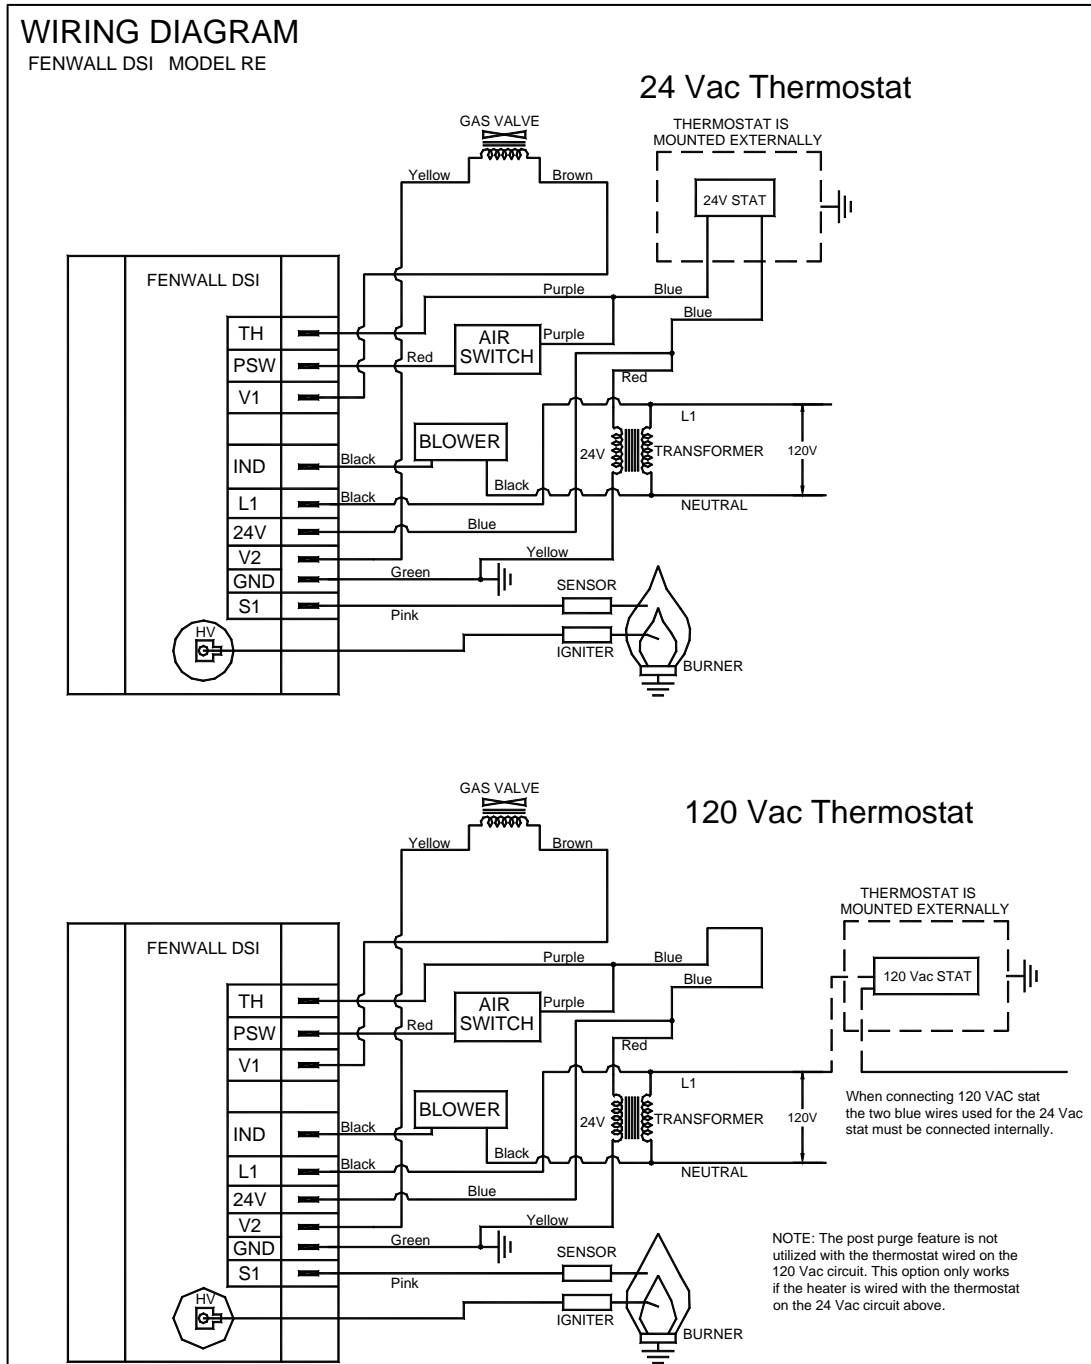 WIRING DIAGRAM
FENWALL DSI MODEL RE
24 Vac Thermostat
GAS VALVE
THERMOSTAT IS
MOUNTED EXTERNALLY
Yellow
Brown
24V STAT
FENWALL DSI
Purple
Blue
Blue
TH
AIR
SWITCH
Purple
PSW
Red
Red
V1
L1
BLOWER
24V
TRANSFORMER
120V
IND
Black
Black
L1
Black
NEUTRAL
24V
Blue
V2
Yellow
GND
Green
SENSOR
S1
Pink
HV
IGNITER
BURNER
GAS VALVE
120 Vac Thermostat
Yellow
Brown
THERMOSTAT IS
MOUNTED EXTERNALLY
FENWALL DSI
Purple
Blue
120 Vac STAT
Blue
TH
AIR
SWITCH
Purple
PSW
Red
Red
V1
L1
When connecting 120 VAC stat
the two blue wires used for the 24 Vac
stat must be connected internally.
BLOWER
24V
TRANSFORMER
120V
IND
Black
Black
L1
Black
NEUTRAL
24V
Blue
V2
Yellow
GND
Green
NOTE: The post purge feature is not
utilized with the thermostat wired on the
120 Vac circuit. This option only works
if the heater is wired with the thermostat
on the 24 Vac circuit above.
SENSOR
S1
Pink
HV
IGNITER
BURNER